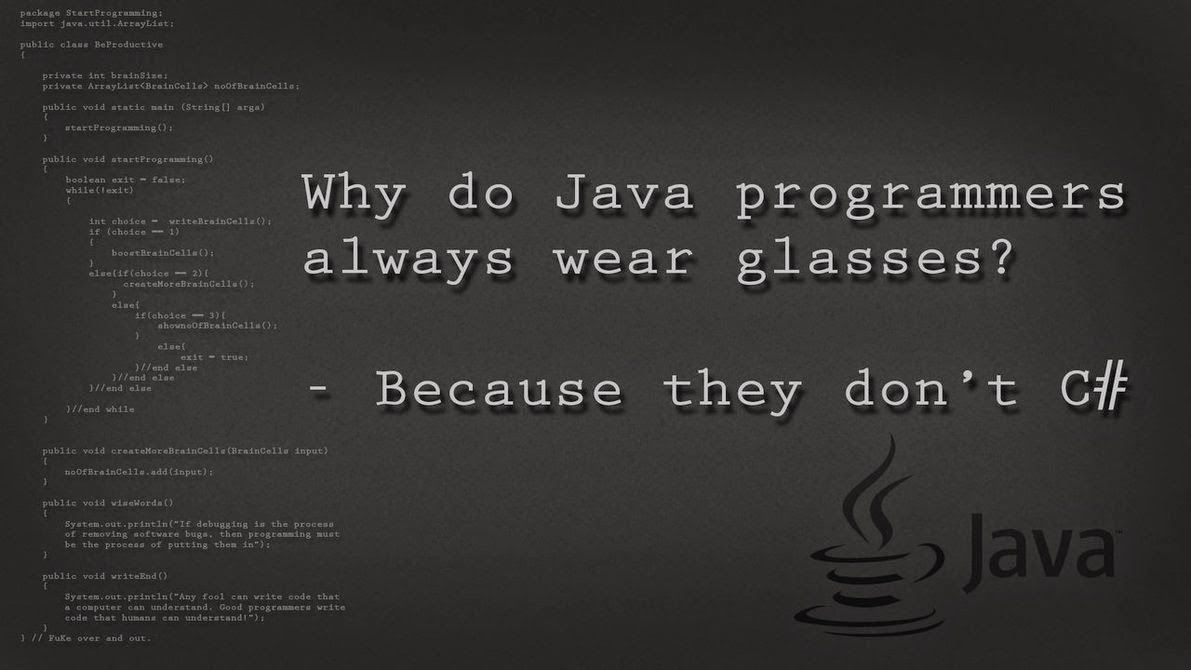 package StartProgramming;
import java.util.ArrayList;
public class BeProductive
{
private int brainSize;
private ArrayList<BrainCells> noOfBrainCells;
public void static main (String[] arga)
{
startProgramming();
}
public void startProgramming()
{
boolean exit = false;
while(!exit)
{
int choice = writeBrainCells();
if (choice == 1)
{
boostBrainCells();
}
else{if(choice == 2){
createMoreBrainCells();
}
else{
if(choice == 3){
shownoOfBrainCells();
}
else{
exit = true;
}//end else
}//end else
}//end else
}//end while
}
public void createMoreBrainCells(BrainCells input)
{
noOfBrainCells.add(input);
}
public void wiseWords()
{
System.out.println("If debugging is the process
of removing software bugs, then programming must
be the process of putting them in");
}
public void writeEnd()
{
System.out.println("Any fool can write code that
a computer can understand. Good programmers write
code that humans can understand!");
}
} // FuKe over and out.
Why do Java programmers
always wear glasses?
- Because they don't C#
Java™